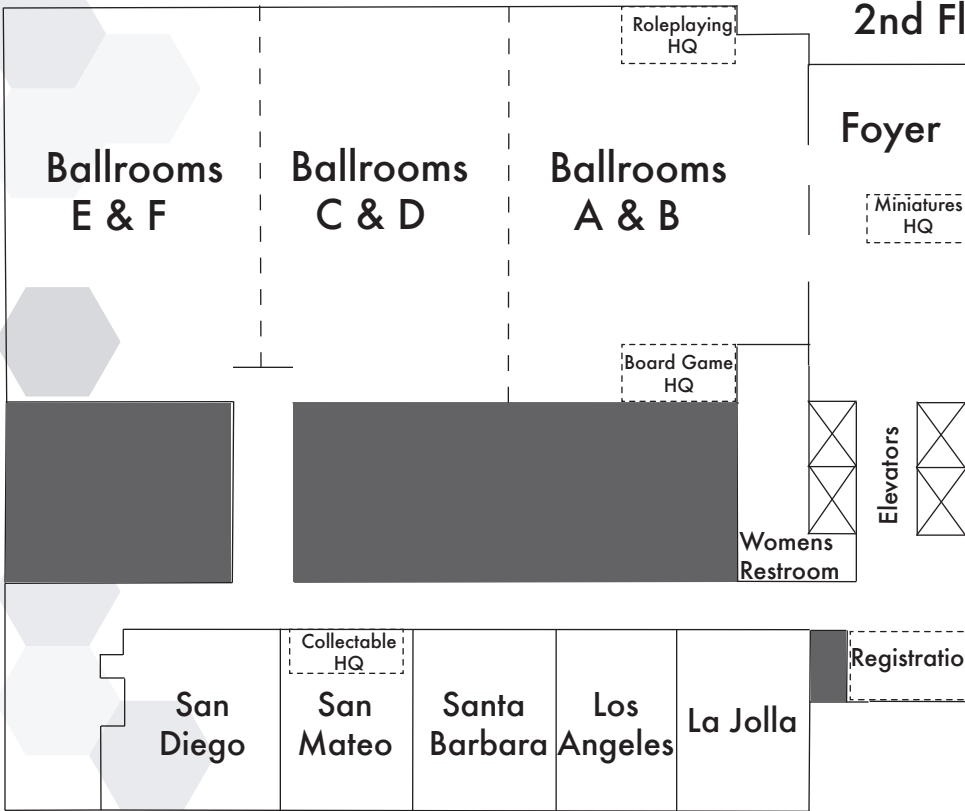 2nd Fl
Roleplaying
HQ
Foyer
Ballrooms
E & F
Ballrooms
C & D
Ballrooms
A & B
Miniatures
HQ
Board Game
HQ
Elevators
Womens
Restroom
Collectable
HQ
Registratio
San
Diego
San
Mateo
Santa
Barbara
Los
Angeles
La Jolla